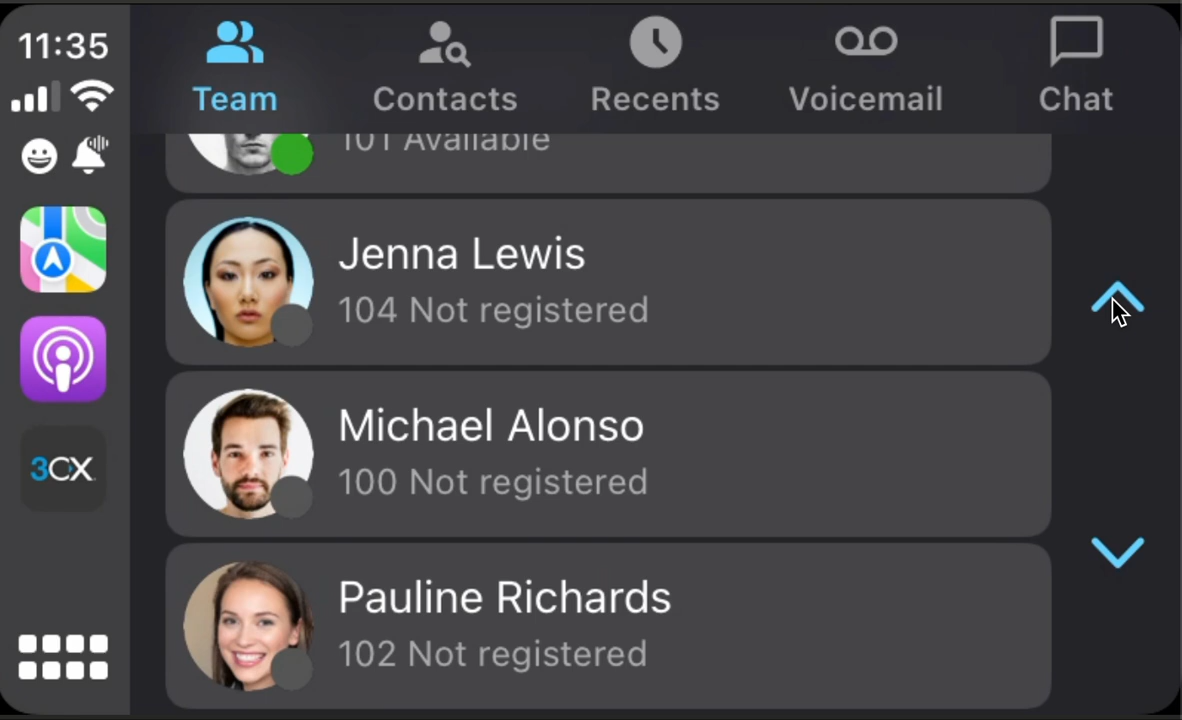 11:35
Team
Contacts
Recents
Voicemail
Chat
101 Available
Jenna Lewis
104 Not registered
Michael Alonso
100 Not registered
Pauline Richards
102 Not registered
3CX